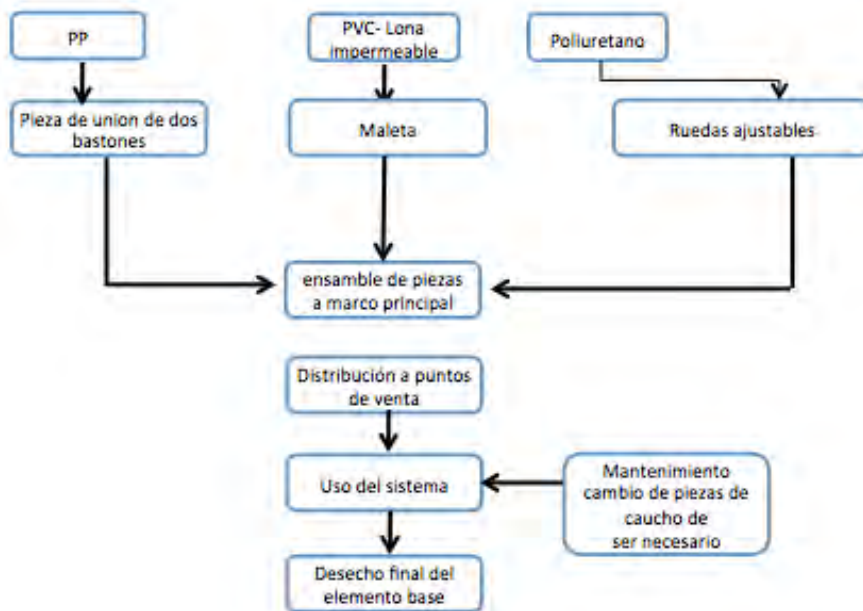 PP
PVC- Lona
impermeable
Poliuretano
Pieza de union de dos
bastones
Maleta
Ruedas ajustables
ensamble de piezas
a marco principal
Distribución a puntos
de venta
Uso del sistema
Mantenimiento
cambio de piezas de
caucho de
ser necesario
Desecho final del
elemento base